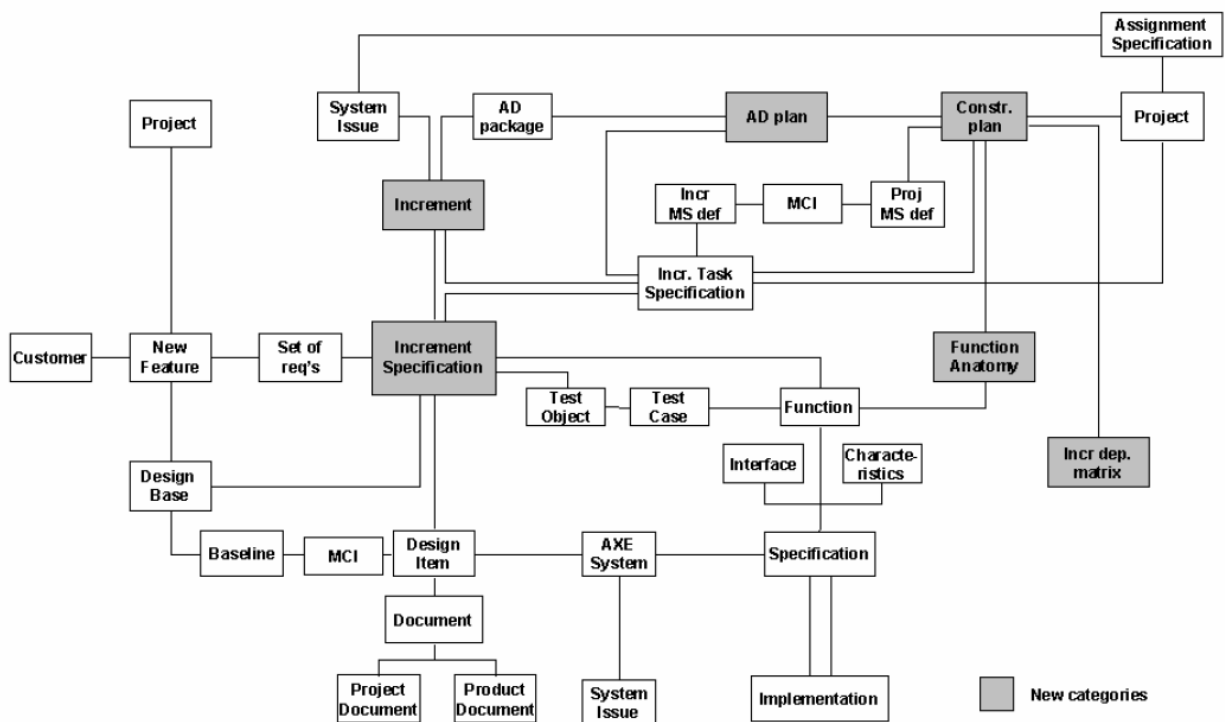 Assignment
Specification
System
Issue
AD
package
AD plan
Constr.
plan
Project
Project
Increment
Incr
MS def
MCI
Proj
MS def
Incr. Task
Specification
Customer
New
Feature
Set of
req's
Increment
Specification
Function
Anatomy
Test
Object
Test
Case
Function
Interface
Characte-
ristics
Incr dep.
matrix
Design
Base
Baseline
MCI
Design
Item
AXE
System
Specification
Document
Project
Document
Product
Document
System
Issue
Implementation
New categories